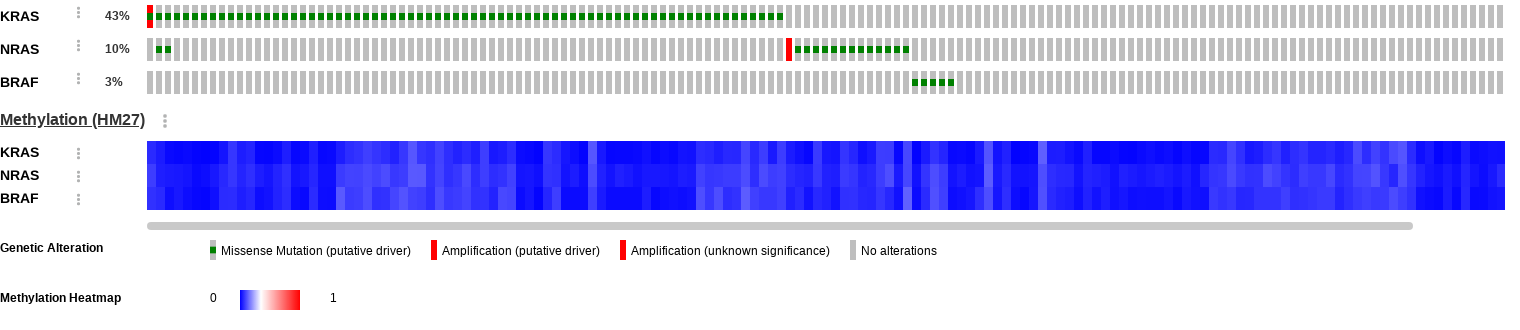 KRAS 43%
NRAS 10%
BRAF 3%
Methylation (HM27)
KRAS
NRAS
BRAF
Genetic Alteration Missense Mutation (putative driver) Amplification (putative driver) Amplification (unknown significance) No alterations
Methylation Heatmap 0 1